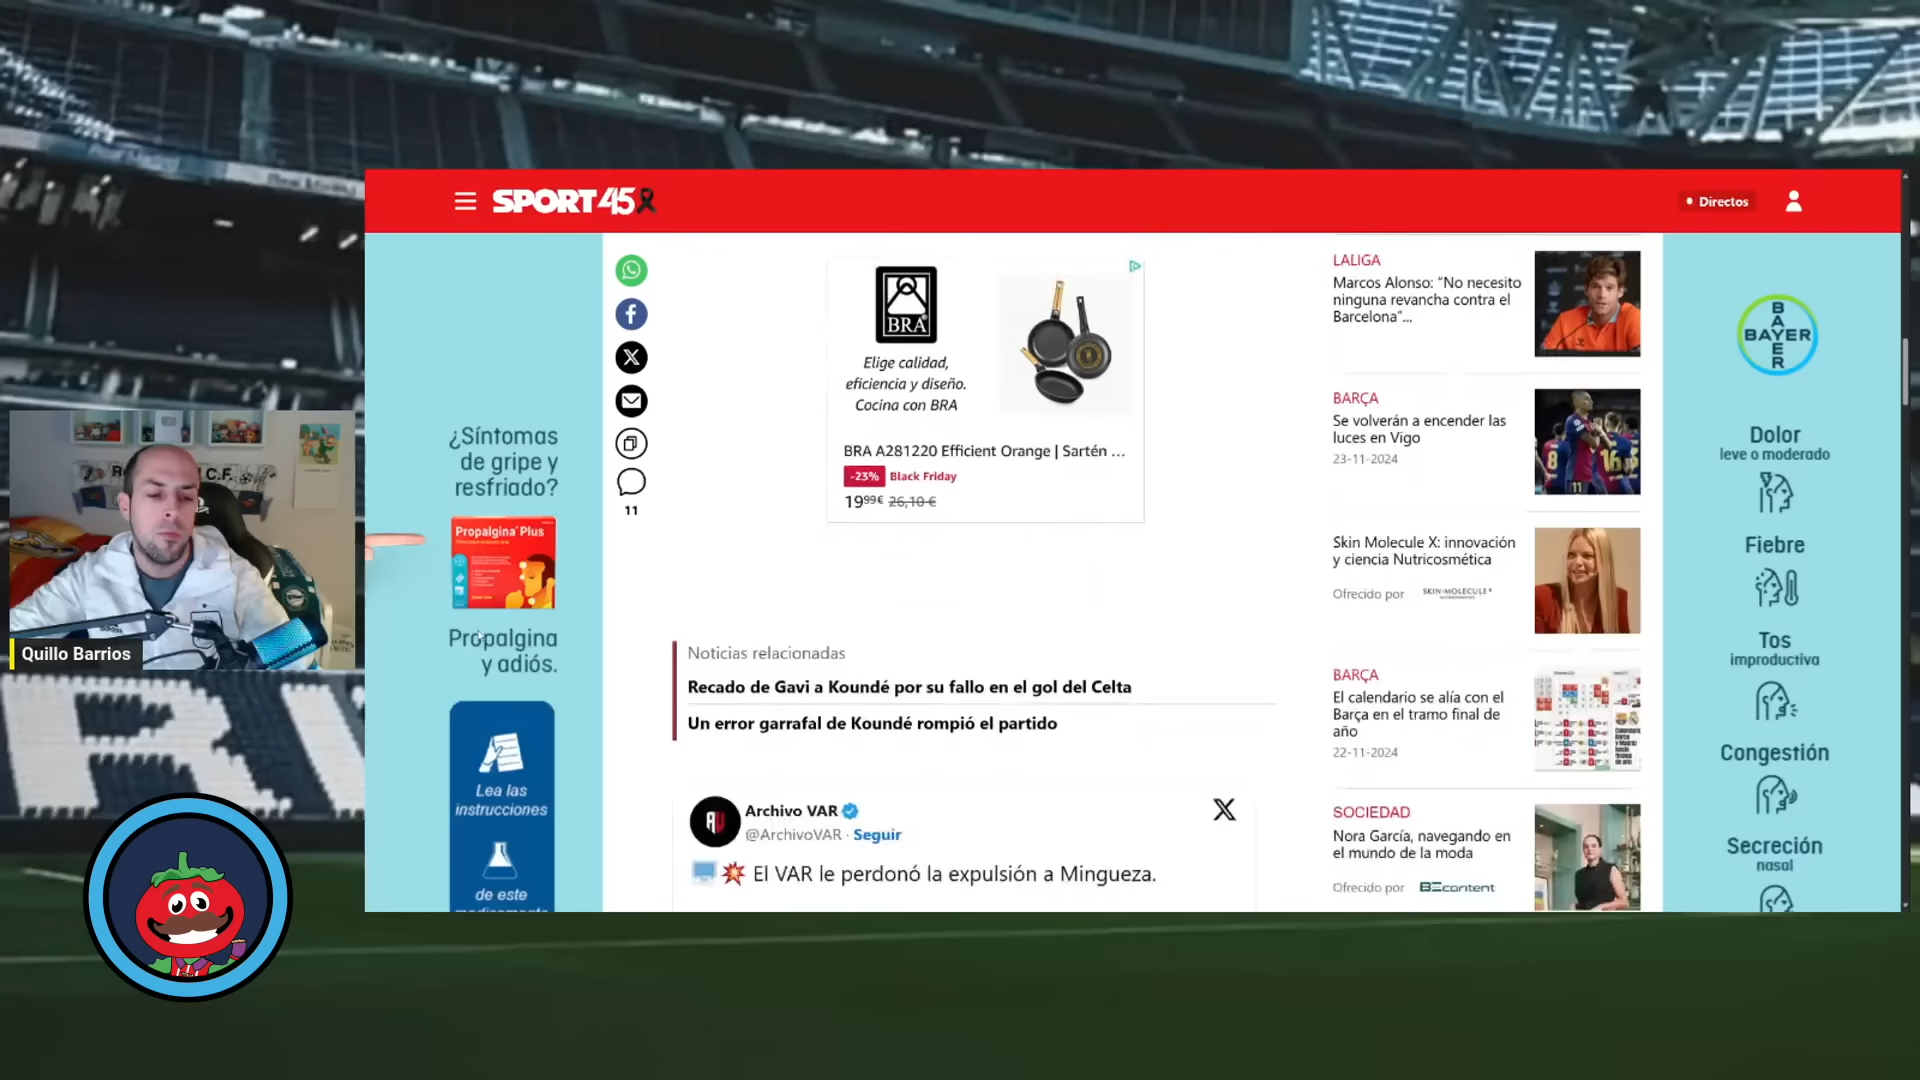 SPORT 45
Directos
¿Síntomas
de gripe y
resfriado?
Propalgina Plus
Propalgina
y adiós.
Lea las
instrucciones
de este
11
BRA
Elige calidad,
eficiencia y diseño.
Cocina con BRA
BRA A281220 Efficient Orange | Sartén ...
-23% Black Friday
19,99€ 26,10 €
Noticias relacionadas
Recado de Gavi a Koundé por su fallo en el gol del Celta
Un error garrafal de Koundé rompió el partido
Archivo VAR
@ArchivoVAR · Seguir
El VAR le perdonó la expulsión a Mingueza.
LALIGA
Marcos Alonso: “No necesito
ninguna revancha contra el
Barcelona”...
BARÇA
Se volverán a encender las
luces en Vigo
23-11-2024
Skin Molecule X: innovación
y ciencia Nutricosmética
Ofrecido por SKIN·MOLECULE
BARÇA
El calendario se alía con el
Barça en el tramo final de
año
22-11-2024
SOCIEDAD
Nora García, navegando en
el mundo de la moda
Ofrecido por BEcontent
BAYER
BAYER
Dolor
leve o moderado
Fiebre
Tos
improductiva
Congestión
Secreción
nasal
Quillo Barrios